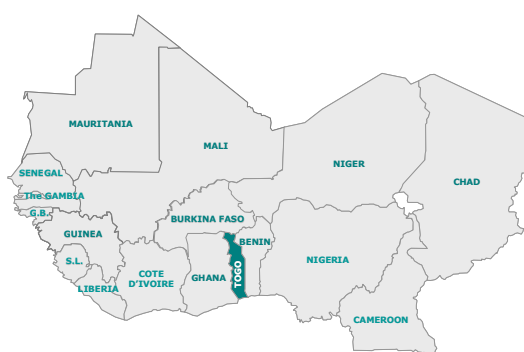 MAURITANIA
MALI
NIGER
CHAD
SENEGAL
The GAMBIA
G.B.
GUINEA
BURKINA FASO
BENIN
S.L.
LIBERIA
COTE
D'IVOIRE
GHANA
TOGO
NIGERIA
CAMEROON